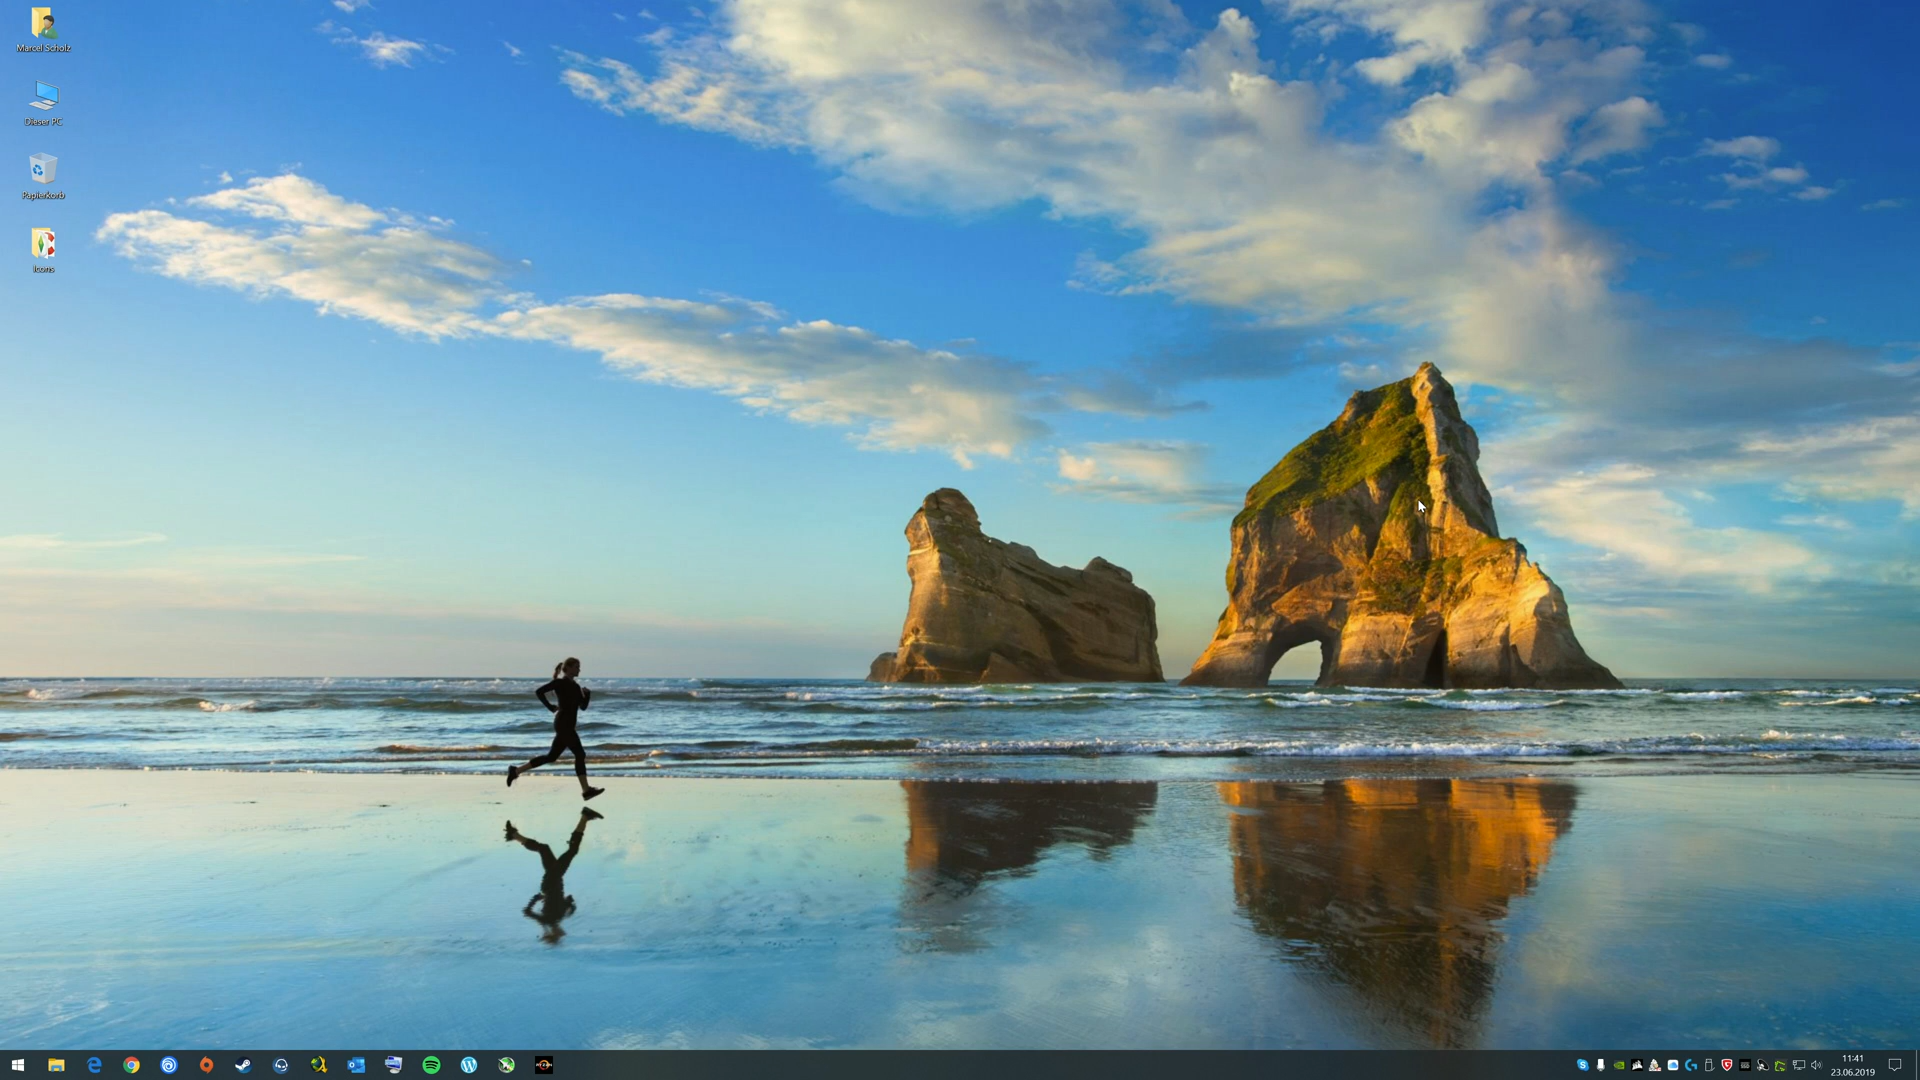 Marcel Scholz
Dieser PC
Papierkorb
Icons
11:41
23.06.2019